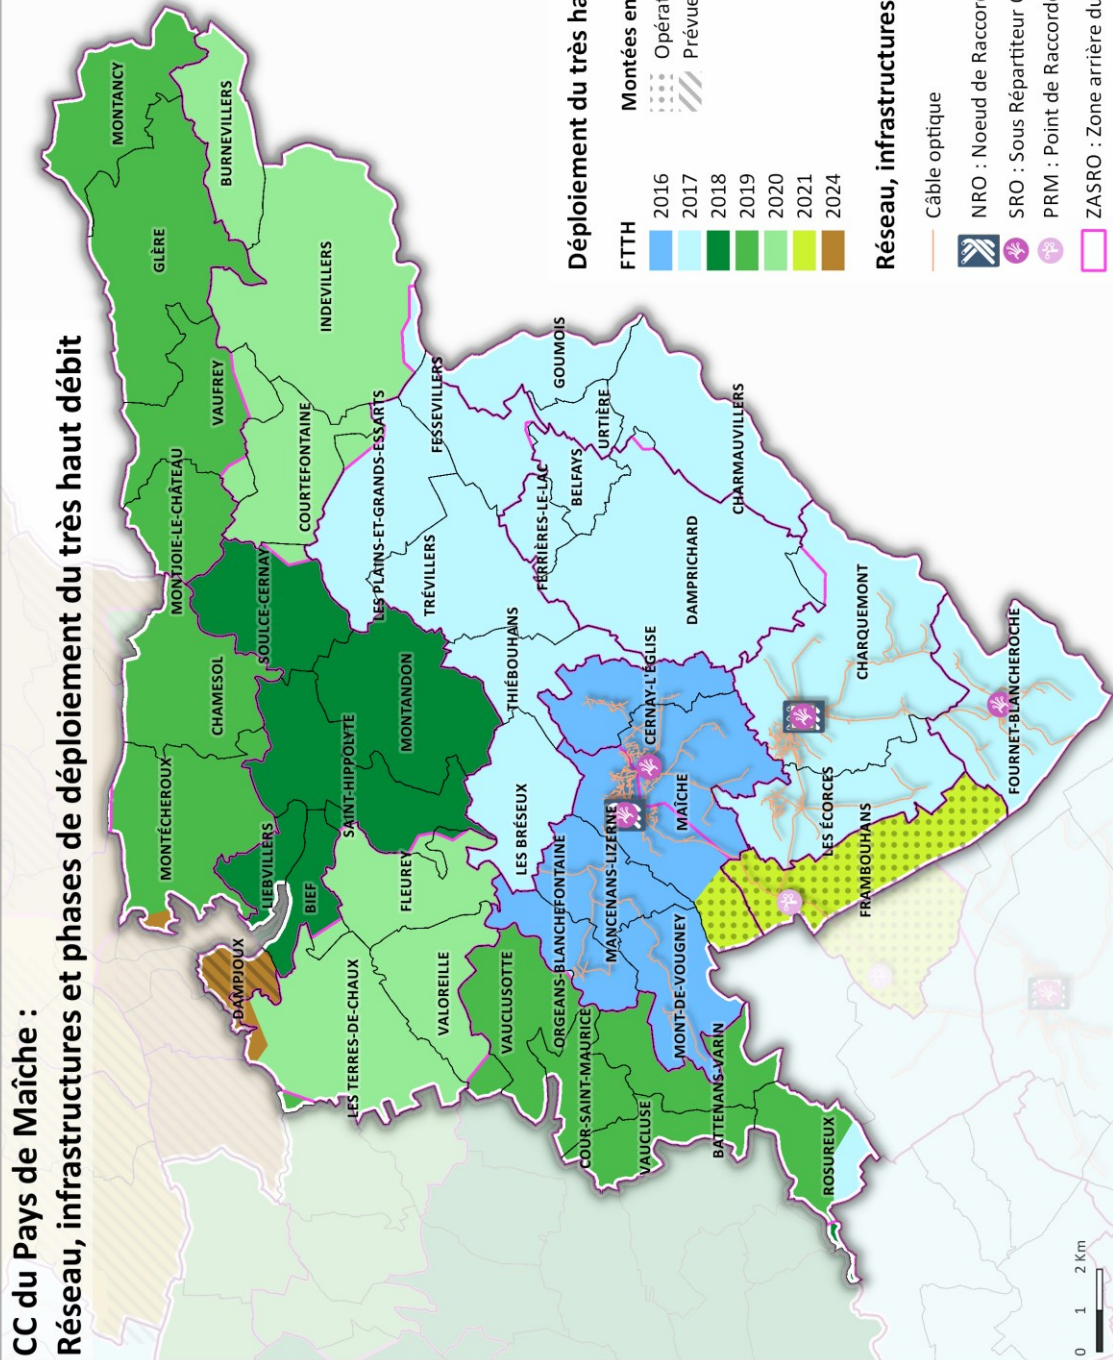 CC du Pays de Maîche :
Réseau, infrastructures et phases de déploiement du très haut débit
MONTANCY
BURNEVILLERS
GLÈRE
INDEVILLERS
VAUFREY
MONTJOIE-LE-CHÂTEAU
COURTEFONTAINE
SOULCE-CERNAY
CHAMESOL
MONTÉCHEROUX
LIEBVILLERS
BIEF
SAINT-HIPPOLYTE
MONTANDON
LES PLAINS-ET-GRANDS-ESSARTS
FESSEVILLERS
TRÉVILLERS
GOUMOIS
URTIÈRE
BELFAYS
FERRIÈRES-LE-LAC
THIÉBOUHANS
DAMPRICHARD
CHARMAUVILLERS
DAMPJOUX
FLEUREY
LES TERRES-DE-CHAUX
VALOREILLE
VAUCLUSOTTE
LES BRÉSEUX
ORGEANS-BLANCHEFONTAINE
MANCENANS-LIZERNE
CERNAY-L'ÉGLISE
MAÎCHE
COUR-SAINT-MAURICE
VAUCLUSE
MONT-DE-VOUGNEY
BATTENANS-VARIN
ROSUREUX
CHARQUEMONT
LES ÉCORCES
FRAMBOUHANS
FOURNET-BLANCHEROCHE
Déploiement du très ha
FTTH
2016
2017
2018
2019
2020
2021
2024
Montées en
Opérat
Prévue
Réseau, infrastructures
Câble optique
NRO : Noeud de Raccor
SRO : Sous Répartiteur
PRM : Point de Raccord
ZASRO : Zone arrière du
0 1 2 Km